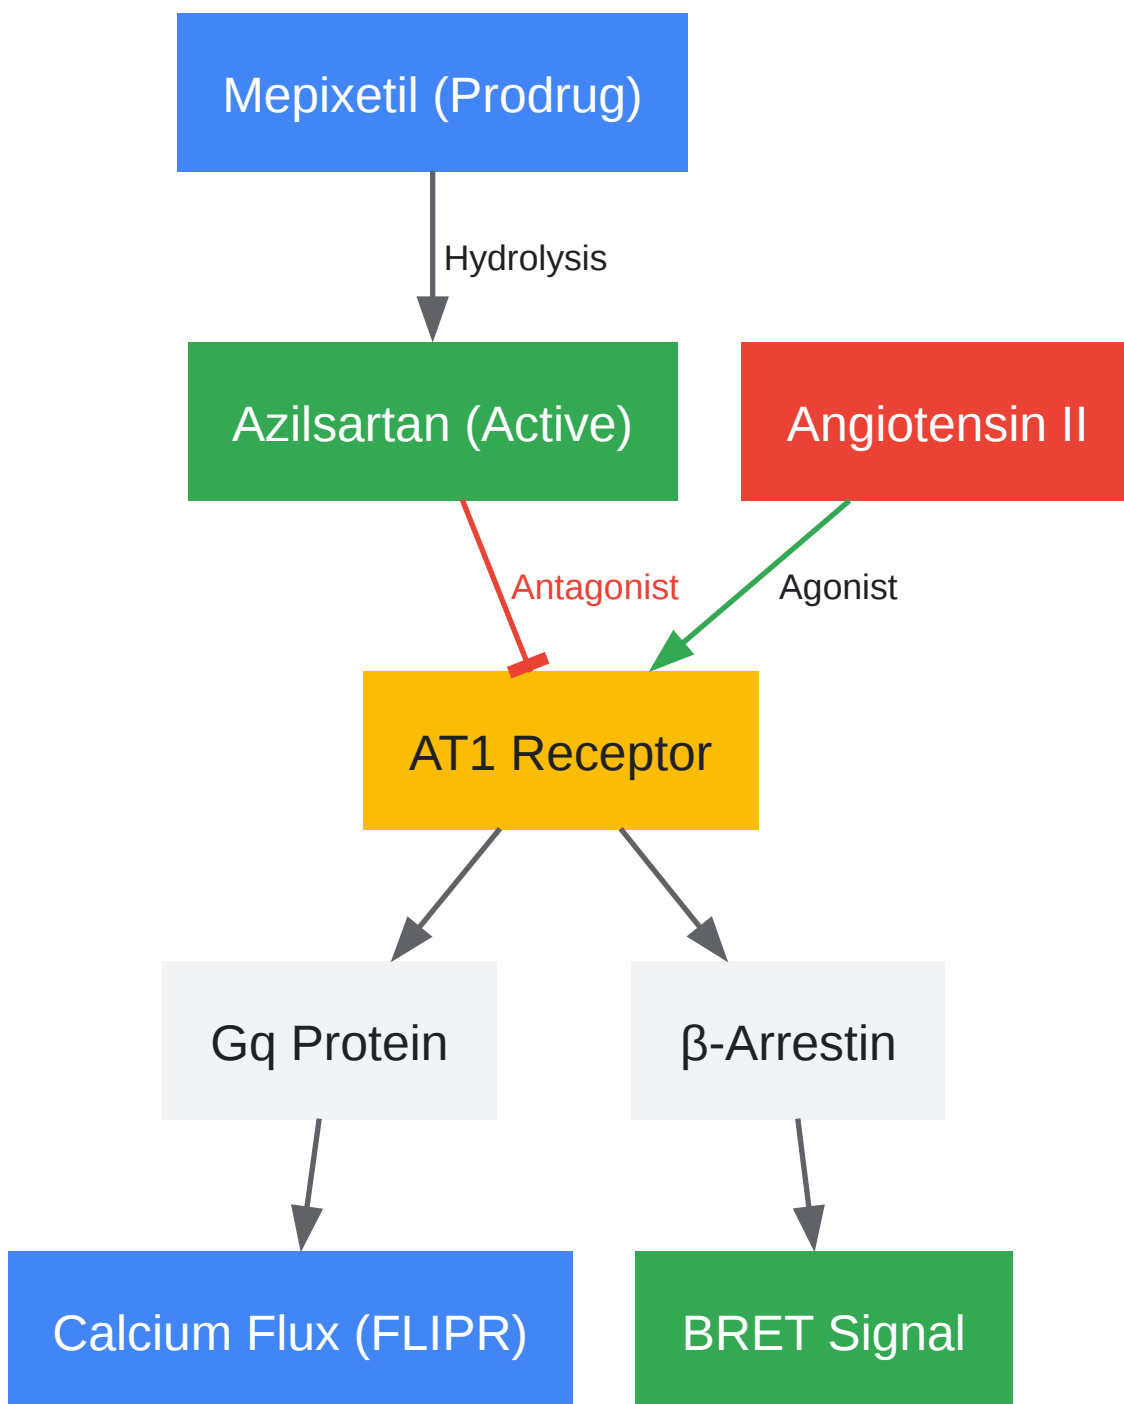 Mepixetil (Prodrug)
Hydrolysis
Azilsartan (Active)
Angiotensin II
Antagonist
Agonist
AT1 Receptor
Gq Protein
β-Arrestin
Calcium Flux (FLIPR)
BRET Signal